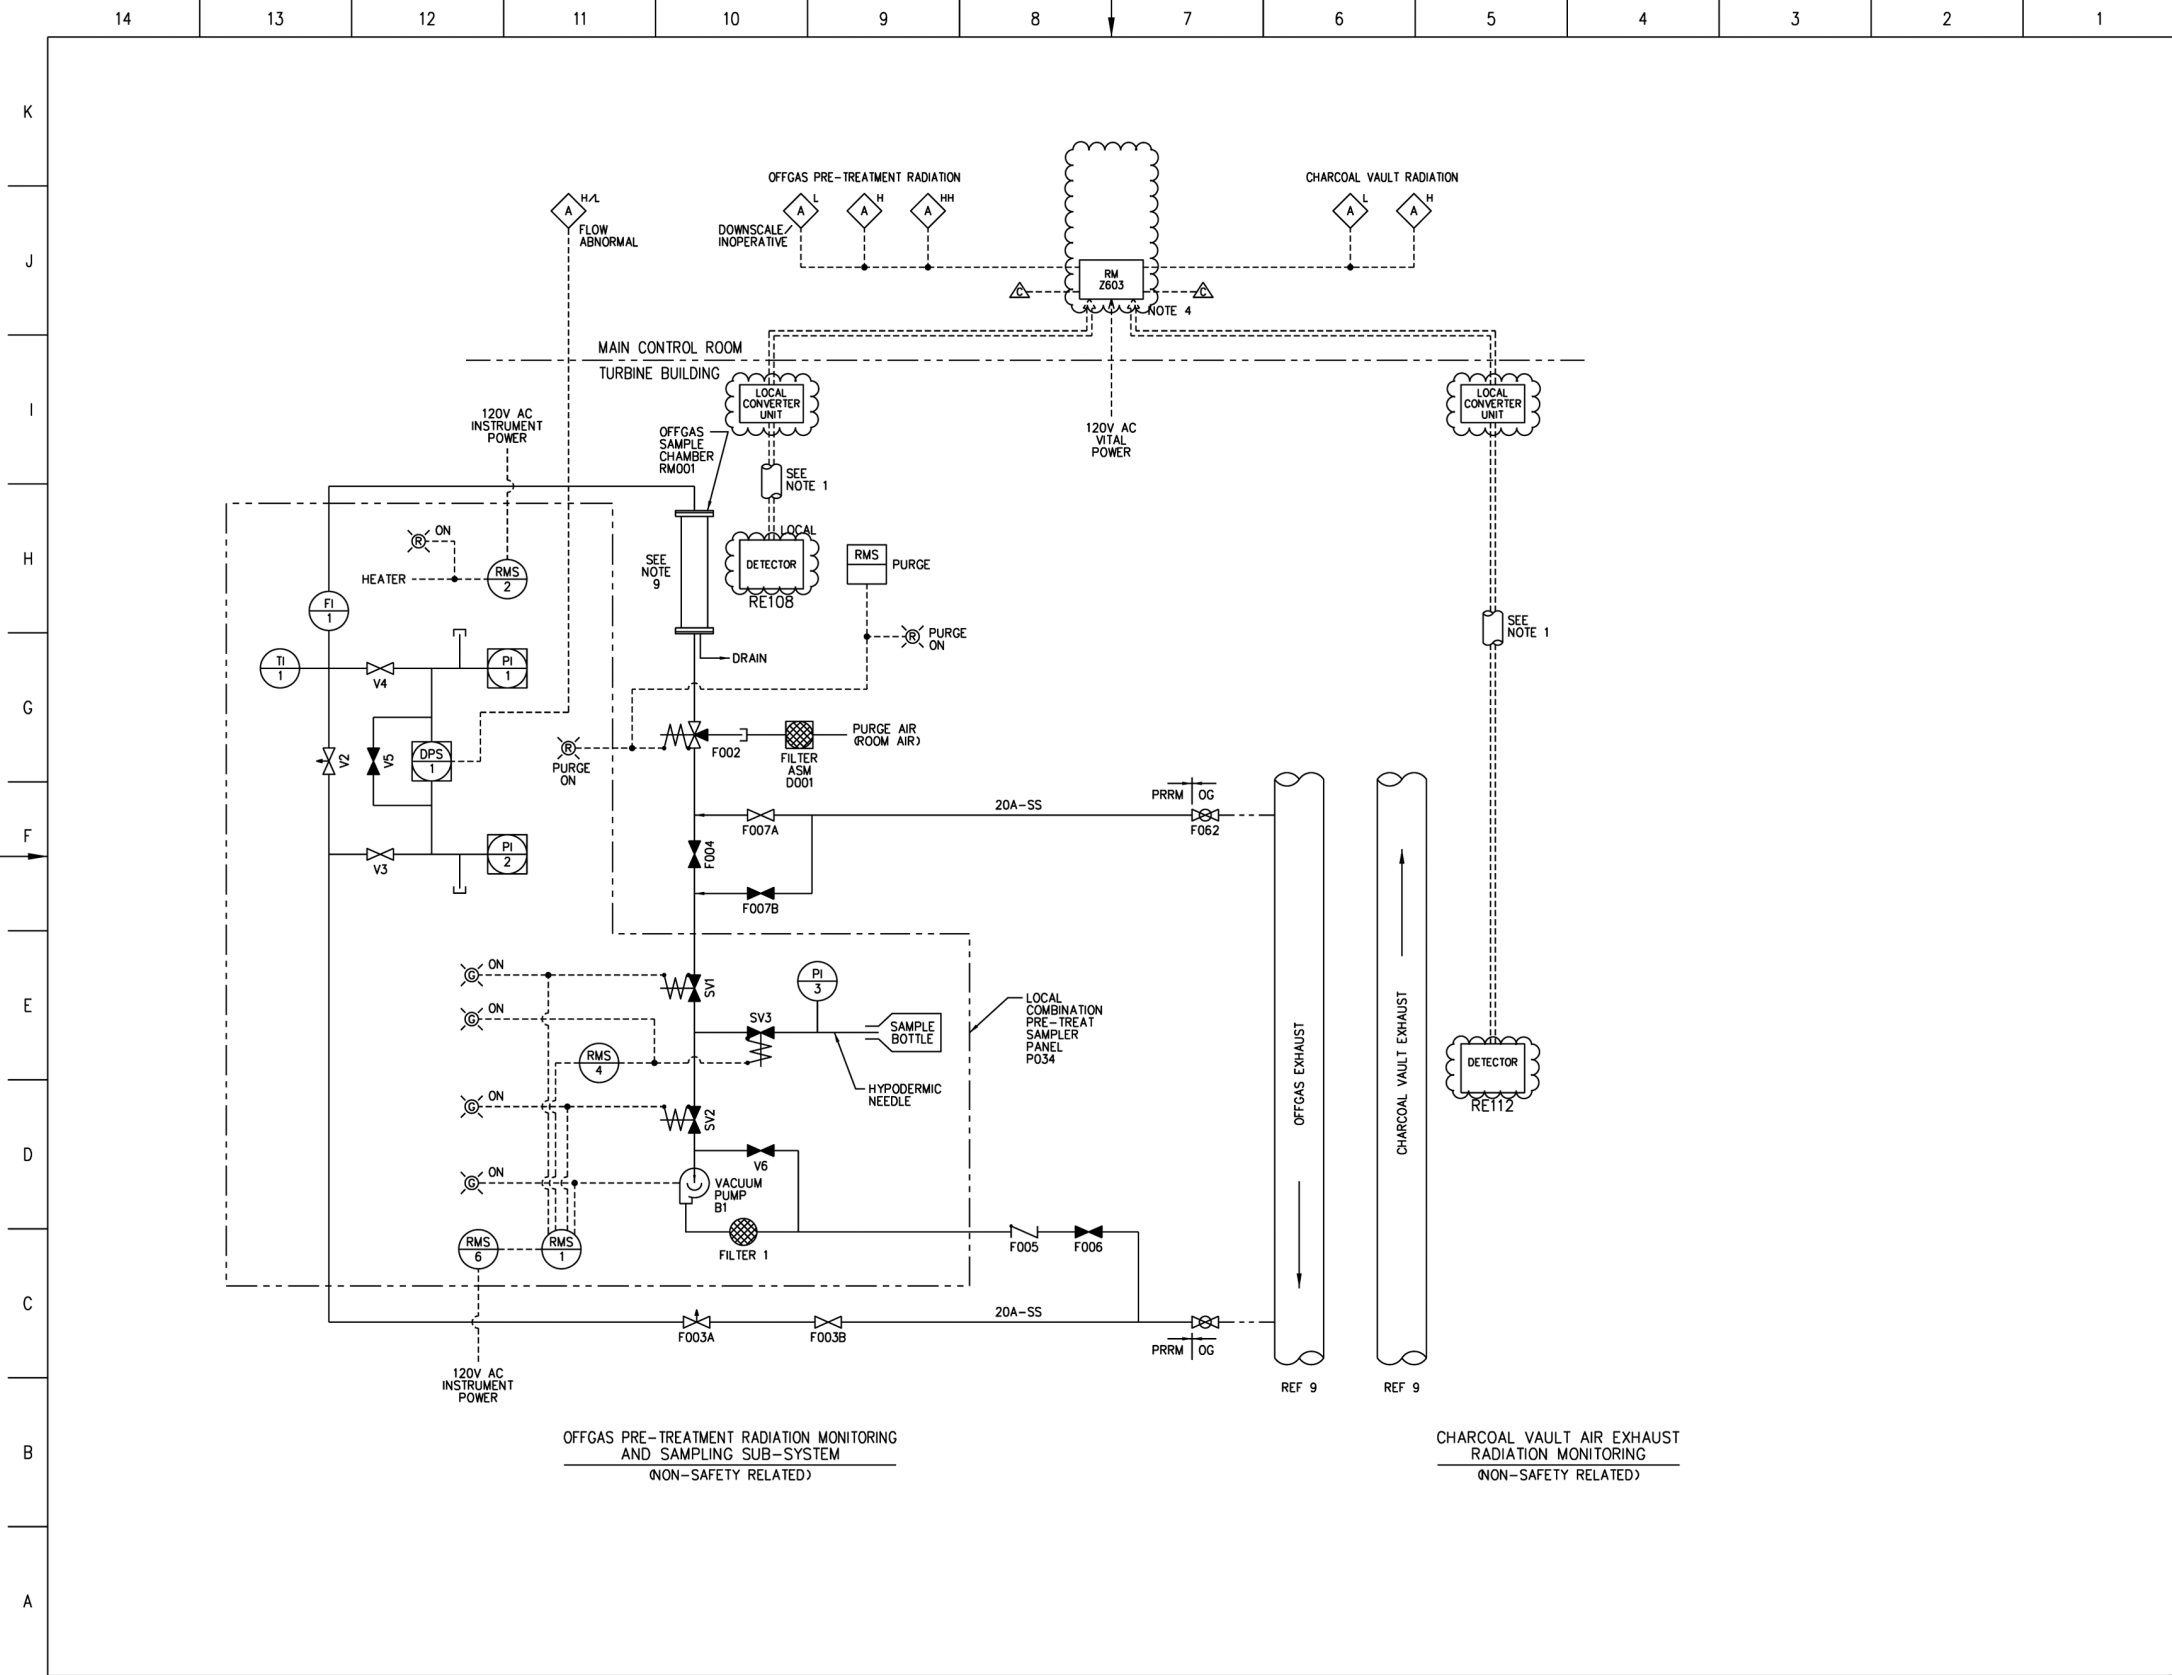 14 13 12 11 10 9 8 7 6 5 4 3 2 1
K
J
I
H
G
F
E
D
C
B
A
OFFGAS PRE-TREATMENT RADIATION
CHARCOAL VAULT RADIATION
A H/L
FLOW
ABNORMAL
A L
A H
A HH
DOWNSCALE/
INOPERATIVE
A L
A H
RM
Z603
C
C
NOTE 4
MAIN CONTROL ROOM
TURBINE BUILDING
LOCAL
CONVERTER
UNIT
LOCAL
CONVERTER
UNIT
120V AC
INSTRUMENT
POWER
OFFGAS
SAMPLE
CHAMBER
RM001
120V AC
VITAL
POWER
SEE
NOTE 1
LOCAL
R ON
HEATER
RMS
2
SEE
NOTE
9
DETECTOR
RE108
RMS
PURGE
FI
1
R PURGE
ON
SEE
NOTE 1
TI
1
V4
PI
1
DRAIN
V2
V5
DPS
1
R
PURGE
ON
F002
FILTER
ASM
D001
PURGE AIR
(ROOM AIR)
20A-SS
PRRM OG
F062
F007A
F004
V3
PI
2
F007B
G ON
SV1
PI
3
G ON
SV3
SAMPLE
BOTTLE
LOCAL
COMBINATION
PRE-TREAT
SAMPLER
PANEL
P034
RMS
4
HYPODERMIC
NEEDLE
OFFGAS EXHAUST
CHARCOAL VAULT EXHAUST
DETECTOR
RE112
G ON
SV2
V6
G ON
VACUUM
PUMP
B1
RMS
6
RMS
1
FILTER 1
F005
F006
20A-SS
F003A
F003B
PRRM OG
120V AC
INSTRUMENT
POWER
REF 9
REF 9
OFFGAS PRE-TREATMENT RADIATION MONITORING
AND SAMPLING SUB-SYSTEM
(NON-SAFETY RELATED)
CHARCOAL VAULT AIR EXHAUST
RADIATION MONITORING
(NON-SAFETY RELATED)